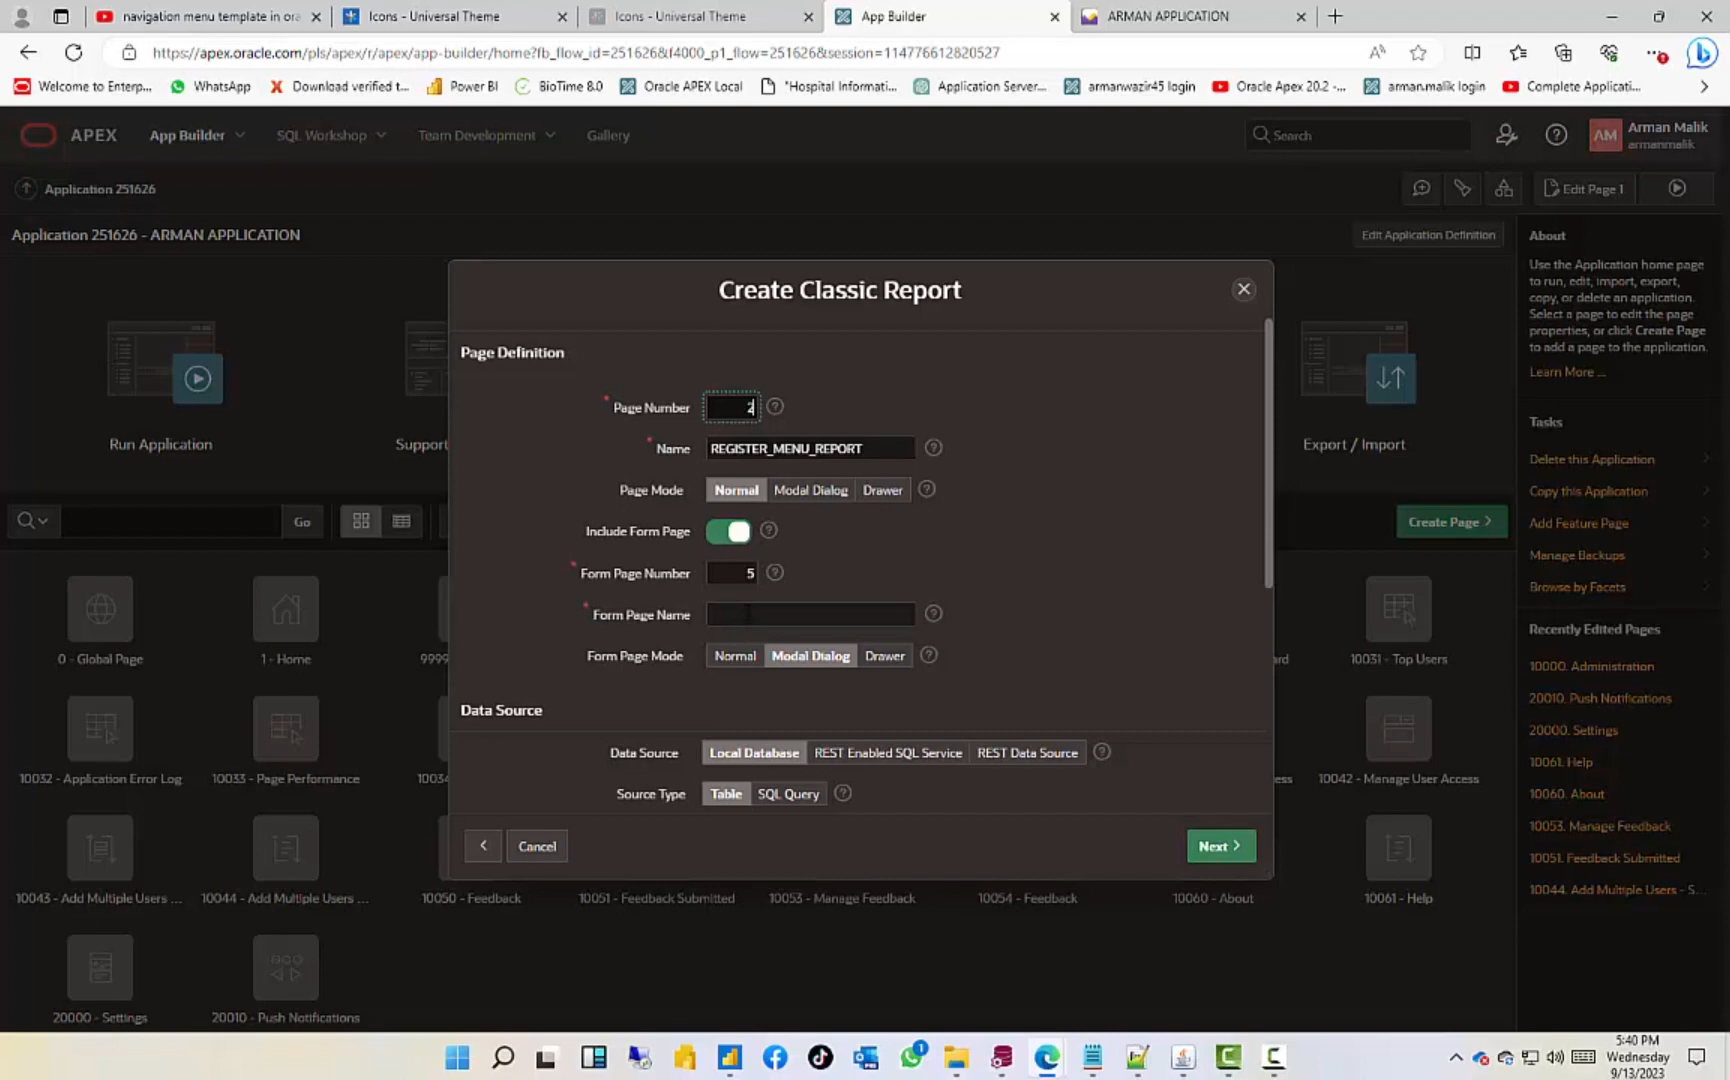 navigation menu template in ora
Icons - Universal Theme
Icons - Universal Theme
App Builder
ARMAN APPLICATION
https://apex.oracle.com/pls/apex/r/apex/app-builder/home?fb_flow_id=251626&f4000_p1_flow=251626&session=114776612820527
Welcome to Enterp...
WhatsApp
Download verified t...
Power BI
BioTime 8.0
Oracle APEX Local
"Hospital Informati...
Application Server...
armanwazir45 login
Oracle Apex 20.2 -...
arman.malik login
Complete Applicati...
APEX
App Builder
SQL Workshop
Team Development
Gallery
Search
AM
Arman Malik
armanmalik
Application 251626
Edit Page 1
Application 251626 - ARMAN APPLICATION
Edit Application Definition
About
Use the Application home page
to run, edit, import, export,
copy, or delete an application.
Select a page to edit the page
properties, or click Create Page
to add a page to the application.
Learn More ...
Run Application
Support
Export / Import
Create Classic Report
Page Definition
Page Number
2
Name
REGISTER_MENU_REPORT
Page Mode
Normal
Modal Dialog
Drawer
Include Form Page
Form Page Number
5
Form Page Name
Form Page Mode
Normal
Modal Dialog
Drawer
Data Source
Data Source
Local Database
REST Enabled SQL Service
REST Data Source
Source Type
Table
SQL Query
Cancel
Next
Go
Create Page
Tasks
Delete this Application
Copy this Application
Add Feature Page
Manage Backups
Browse by Facets
Recently Edited Pages
10000. Administration
20010. Push Notifications
20000. Settings
10061. Help
10060. About
10053. Manage Feedback
10051. Feedback Submitted
10044. Add Multiple Users - S...
0 - Global Page
1 - Home
9999
rd
10031 - Top Users
10032 - Application Error Log
10033 - Page Performance
10034
ess
10042 - Manage User Access
10043 - Add Multiple Users ...
10044 - Add Multiple Users ...
10050 - Feedback
10051 - Feedback Submitted
10053 - Manage Feedback
10054 - Feedback
10060 - About
10061 - Help
20000 - Settings
20010 - Push Notifications
1
5:40 PM
Wednesday
9/13/2023